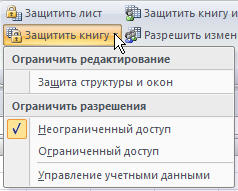 Защитить лист Защитить книгу и
Защитить книгу Разрешить измен
Ограничить редактирование
Защита структуры и окон
Ограничить разрешения
Неограниченный доступ
Ограниченный доступ
Управление учетными данными